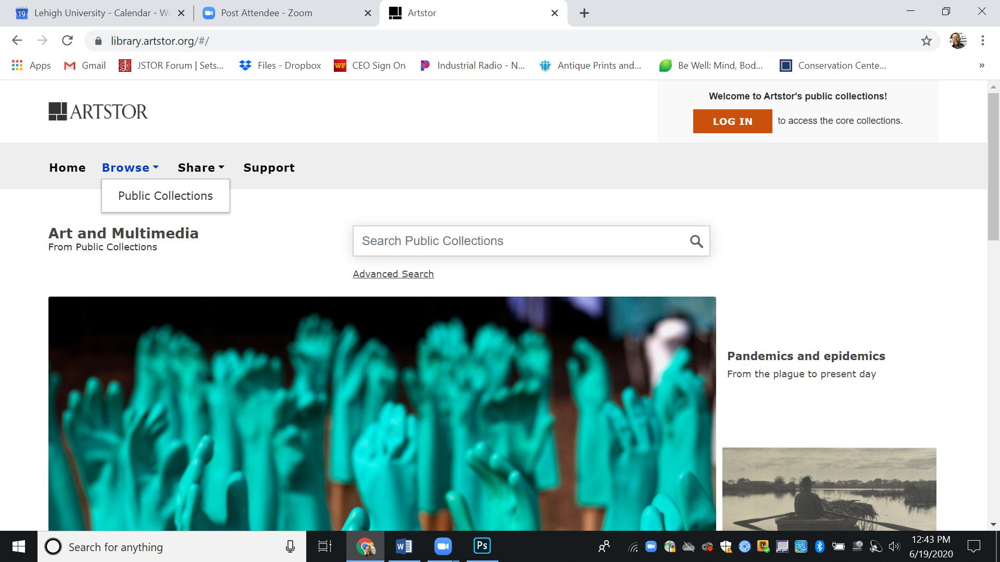 19 Lehigh University - Calendar - We
Post Attendee - Zoom
Artstor
library.artstor.org/#/
Apps
Gmail
JSTOR Forum | Sets...
Files - Dropbox
WF CEO Sign On
Industrial Radio - N...
Antique Prints and...
Be Well: Mind, Bod...
Conservation Cente...
»
ARTSTOR
Welcome to Artstor's public collections!
LOG IN to access the core collections.
Home Browse Share Support
Public Collections
Art and Multimedia
From Public Collections
Search Public Collections
Advanced Search
Pandemics and epidemics
From the plague to present day
Search for anything
W
Ps
12:43 PM
6/19/2020